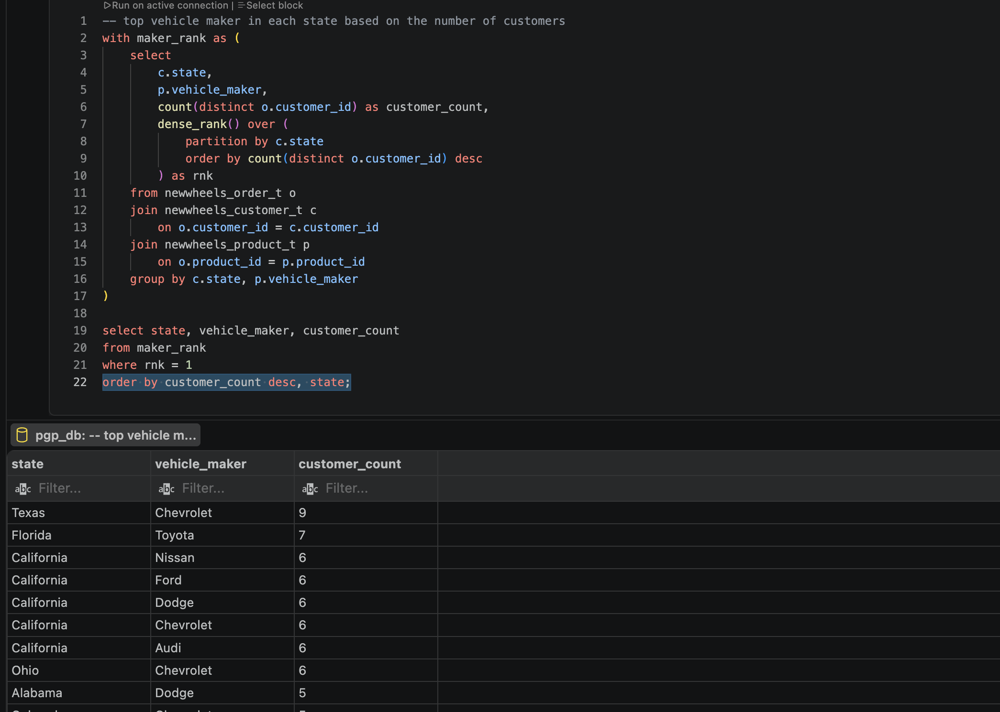 Run on active connection | Select block
1 -- top vehicle maker in each state based on the number of customers
2 with maker_rank as (
3 select
4 c.state,
5 p.vehicle_maker,
6 count(distinct o.customer_id) as customer_count,
7 dense_rank() over (
8 partition by c.state
9 order by count(distinct o.customer_id) desc
10 ) as rnk
11 from newwheels_order_t o
12 join newwheels_customer_t c
13 on o.customer_id = c.customer_id
14 join newwheels_product_t p
15 on o.product_id = p.product_id
16 group by c.state, p.vehicle_maker
17 )
18
19 select state, vehicle_maker, customer_count
20 from maker_rank
21 where rnk = 1
22 order by customer_count desc, state;
pgp_db: -- top vehicle m...
state vehicle_maker customer_count
abc Filter... abc Filter... abc Filter...
Texas Chevrolet 9
Florida Toyota 7
California Nissan 6
California Ford 6
California Dodge 6
California Chevrolet 6
California Audi 6
Ohio Chevrolet 6
Alabama Dodge 5